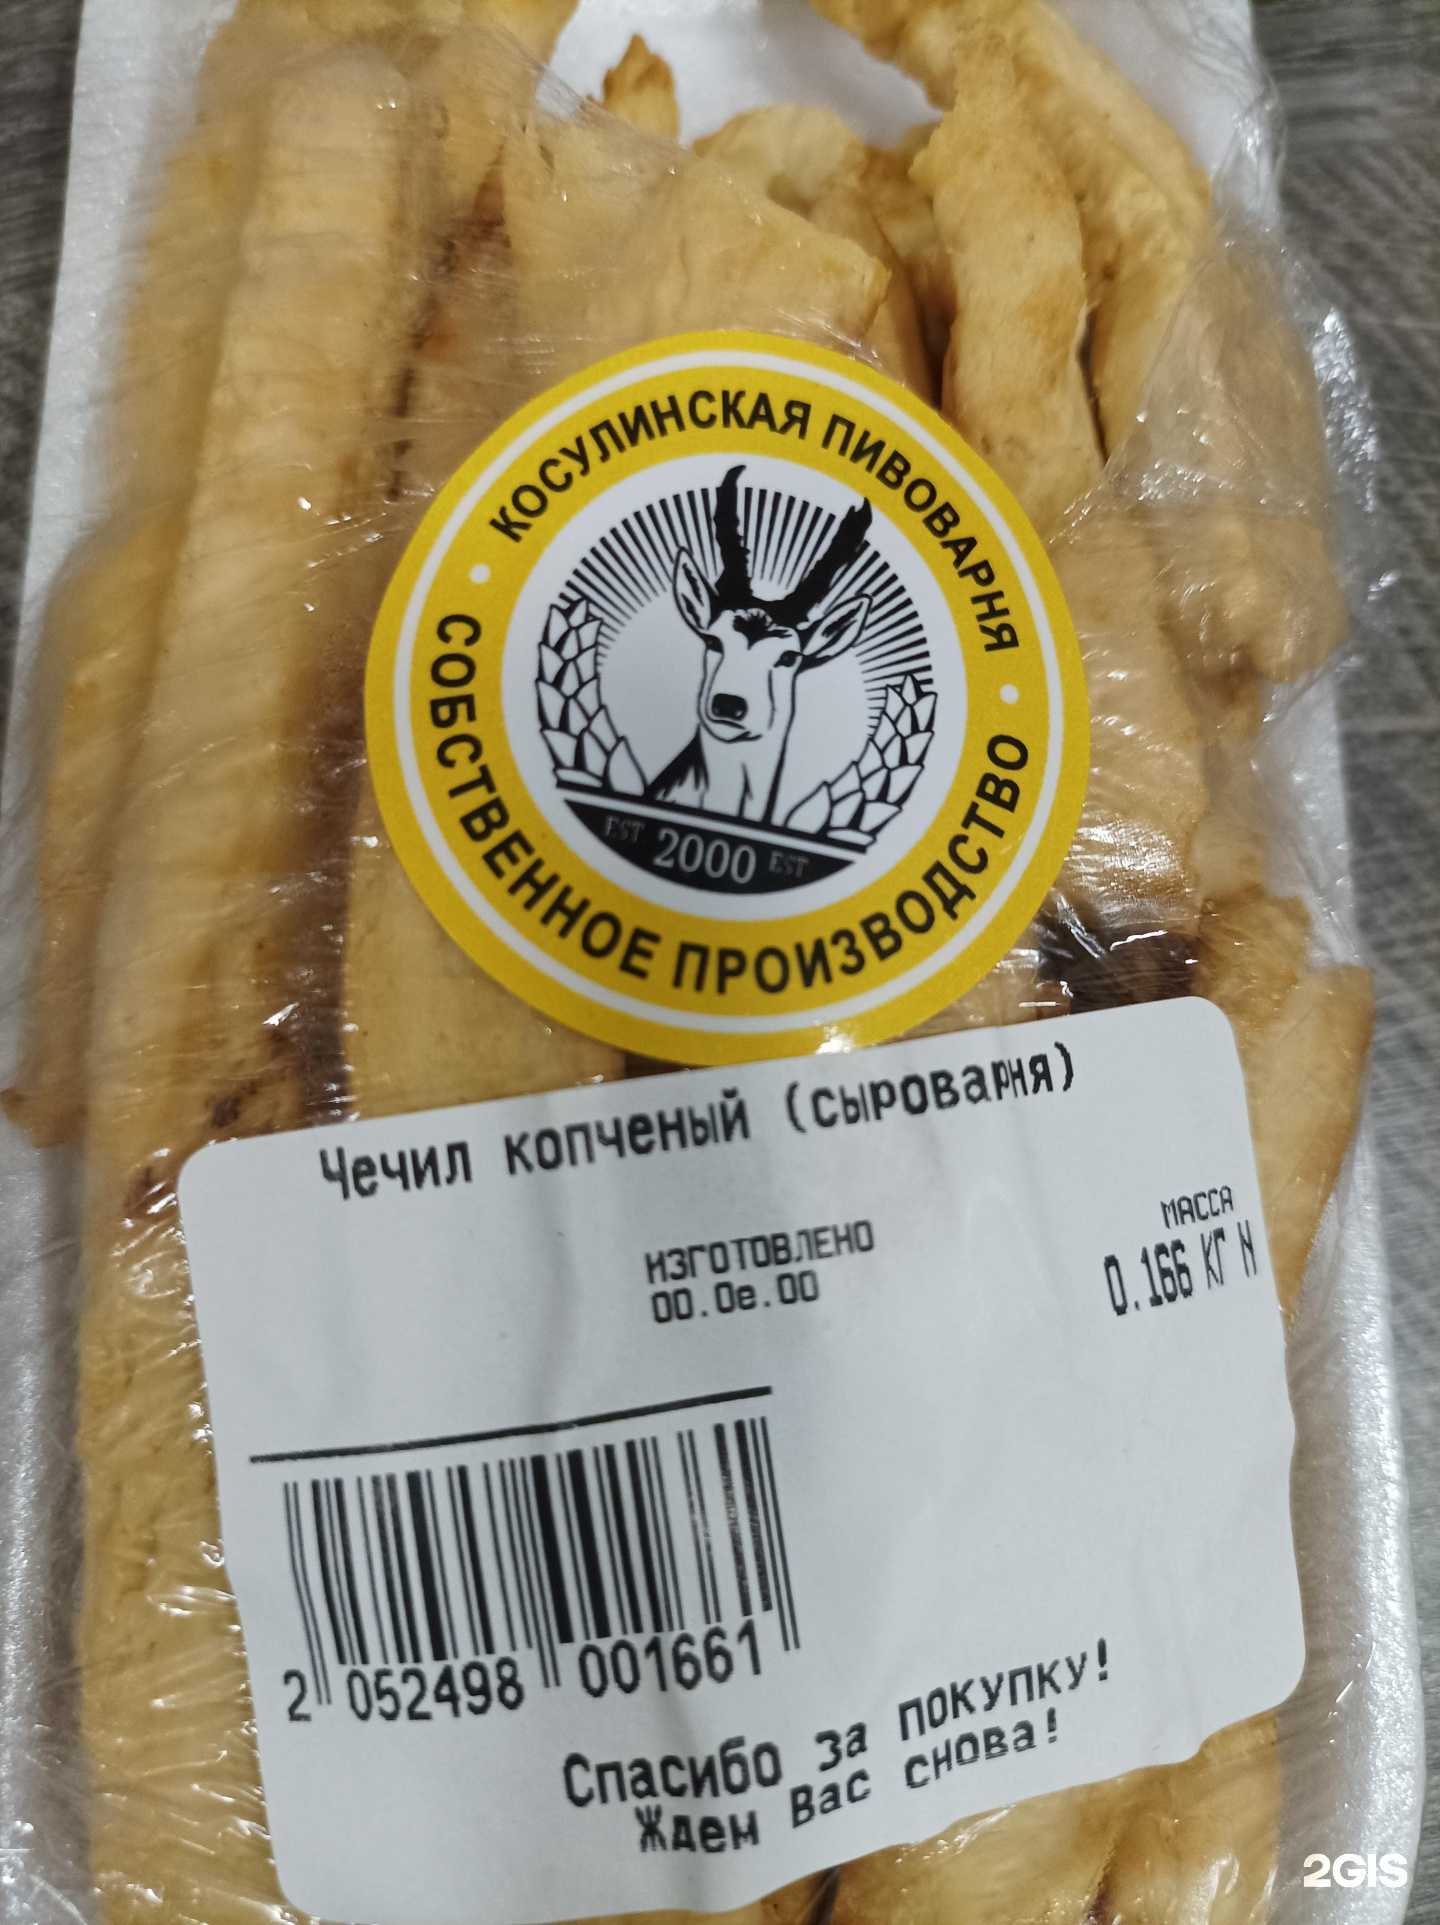 КОСУЛИНСКАЯ ПИВОВАРНЯ
EST 2000 EST
СОБСТВЕННОЕ ПРОИЗВОДСТВО
Чечил копченый (сыроварня)
МАССА
ИЗГОТОВЛЕНО
0.166 КГ N
00.0е.00
2 052498 001661
Спасибо за покупку!
Ждем Вас снова!
2GIS